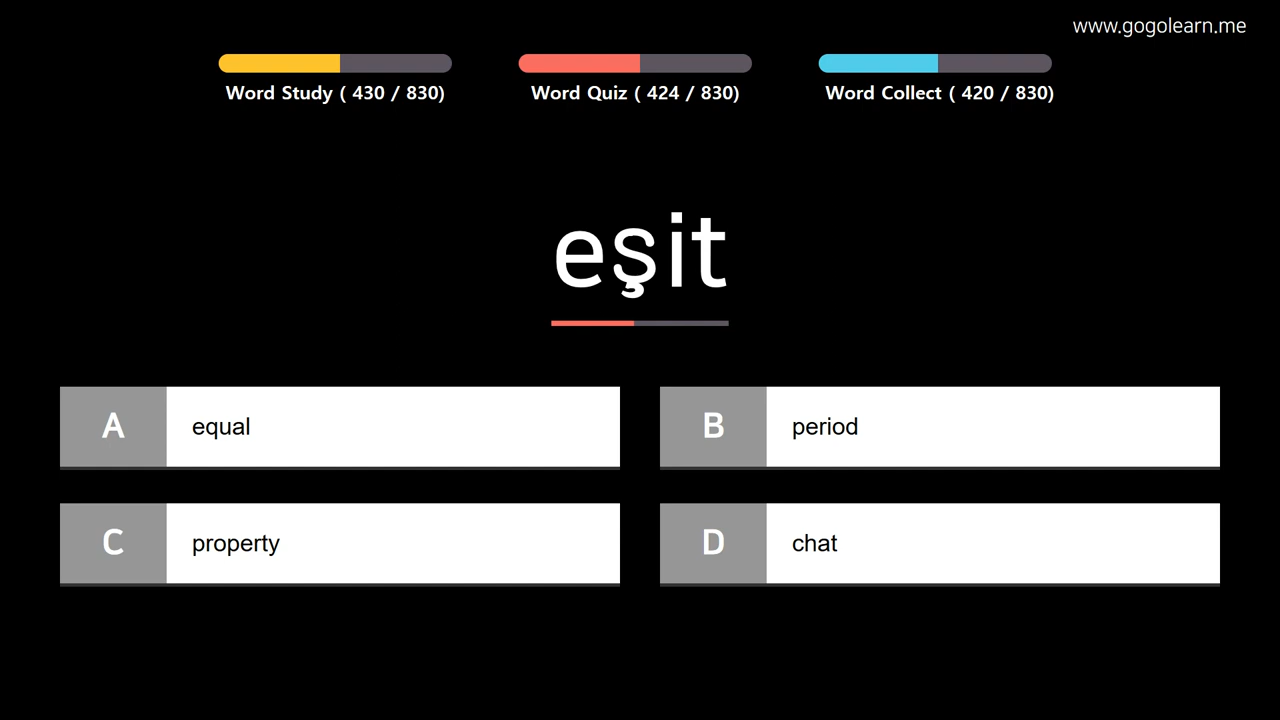 www.gogolearn.me
Word Study ( 430 / 830)
Word Quiz ( 424 / 830)
Word Collect ( 420 / 830)
eşit
A equal
B period
C property
D chat